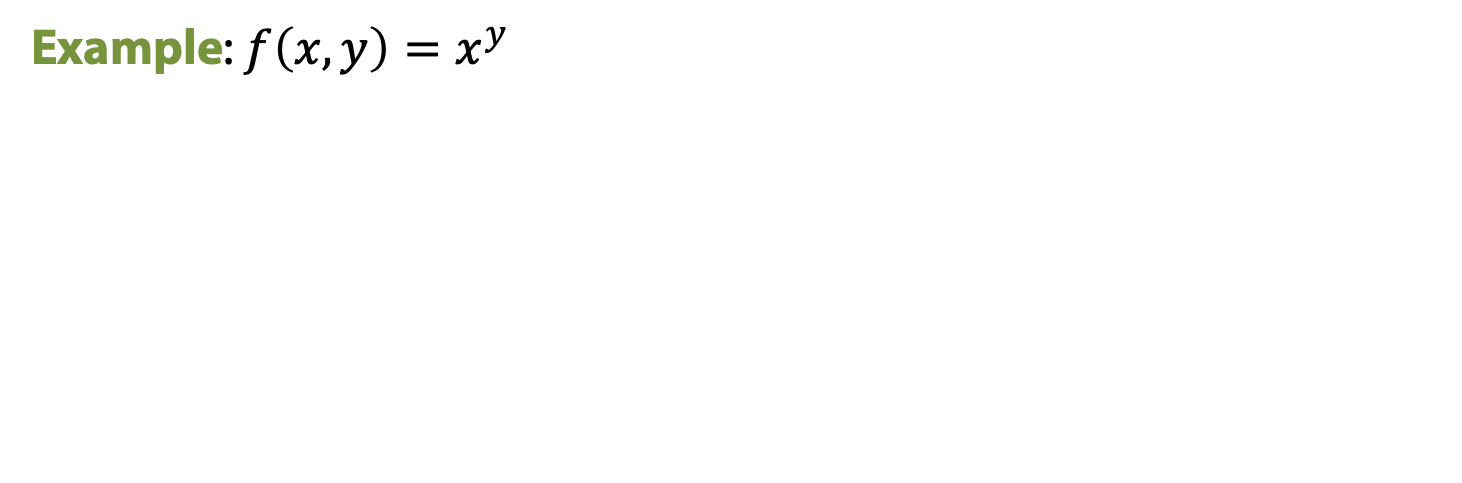 Example: 𝑓(𝑥, 𝑦) = 𝑥^𝑦